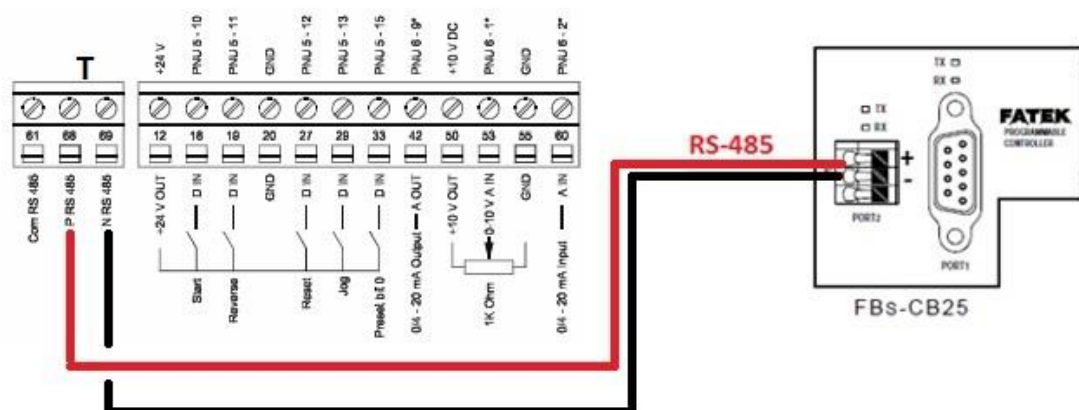 +24 V
PNU 5 - 10
PNU 5 - 11
GND
PNU 5 - 12
PNU 5 - 13
PNU 5 - 15
PNU 6 - 9*
+10 V DC
PNU 6 - 1*
GND
PNU 6 - 2*
T
61 68 69
12 18 19 20 27 29 33 42 50 53 55 60
Com RS 485
P RS 485
N RS 485
+24 V OUT
D IN
D IN
GND
D IN
D IN
D IN
0/4 - 20 mA Output
A OUT
+10 V OUT
0-10 V A IN
GND
0/4 - 20 mA Input
A IN
Start
Reverse
Reset
Jog
Presel. bit 0
1K Ohm
RS-485
TX
RX
TX
RX
FATEK
PROGRAMMABLE
CONTROLLER
+
-
PORT2
PORT1
FBs-CB25